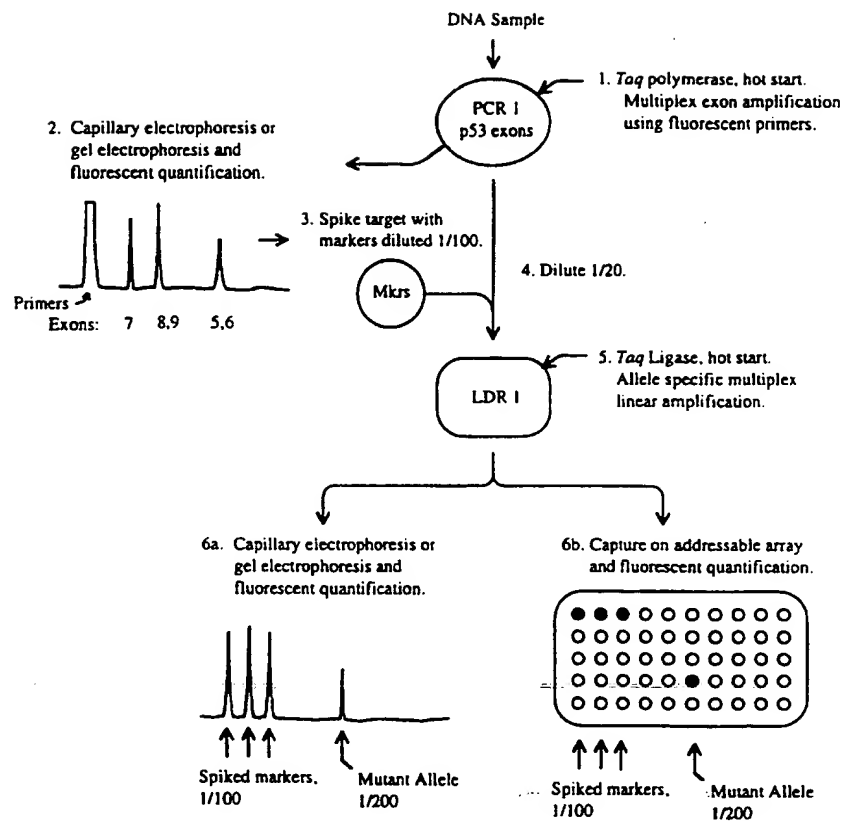 DNA Sample
1. Taq polymerase, hot start.
Multiplex exon amplification
using fluorescent primers.
PCR 1
p53 exons
2. Capillary electrophoresis or
gel electrophoresis and
fluorescent quantification.
3. Spike target with
markers diluted 1/100.
4. Dilute 1/20.
Mkrs
Primers
Exons: 7 8,9 5,6
5. Taq Ligase, hot start.
Allele specific multiplex
linear amplification.
LDR 1
6a. Capillary electrophoresis or
gel electrophoresis and
fluorescent quantification.
6b. Capture on addressable array
and fluorescent quantification.
Spiked markers,
1/100
Mutant Allele
1/200
Spiked markers,
1/100
Mutant Allele
1/200